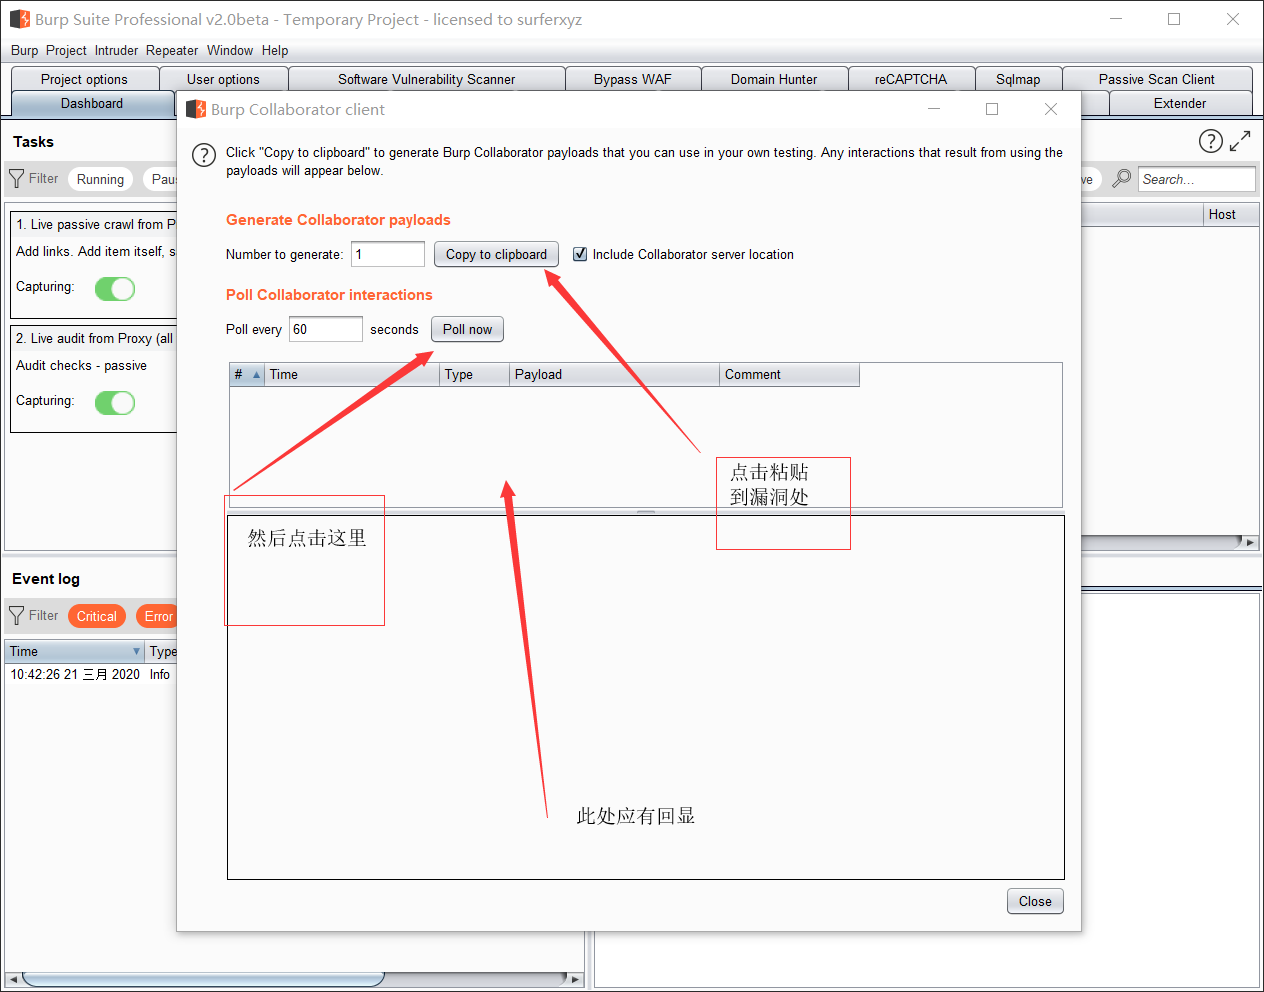 Burp Suite Professional v2.0beta - Temporary Project - licensed to surferxyz
Burp Project Intruder Repeater Window Help
Project options User options Software Vulnerability Scanner Bypass WAF Domain Hunter reCAPTCHA Sqlmap Passive Scan Client
Dashboard Extender
Burp Collaborator client
Tasks
Click "Copy to clipboard" to generate Burp Collaborator payloads that you can use in your own testing. Any interactions that result from using the
payloads will appear below.
Filter Running Search...
1. Live passive crawl from P
Host
Generate Collaborator payloads
Add links. Add item itself, s
Number to generate: 1 Copy to clipboard Include Collaborator server location
Capturing:
Poll Collaborator interactions
2. Live audit from Proxy (all
Poll every 60 seconds Poll now
Audit checks - passive
# Time Type Payload Comment
Capturing:
点击粘贴
到漏洞处
然后点击这里
Event log
Filter Critical Error
Time Type
10:42:26 21 三月 2020 Info
此处应有回显
Close